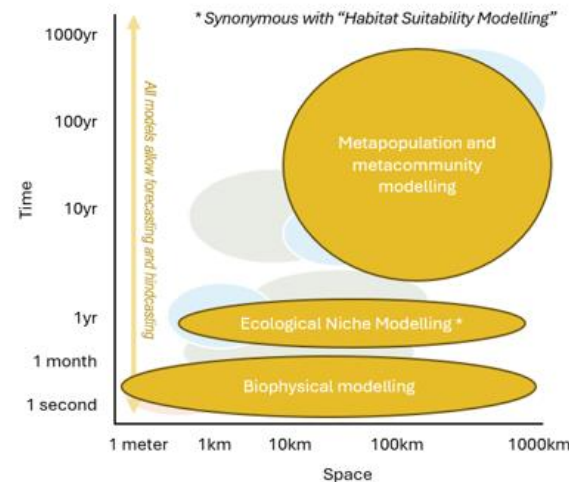 * Synonymous with “Habitat Suitability Modelling”
1000yr
100yr
10yr
1yr
1 month
1 second
Time
All models allow forecasting and hindcasting
Metapopulation and
metacommunity
modelling
Ecological Niche Modelling *
Biophysical modelling
1 meter
1km
10km
100km
1000km
Space